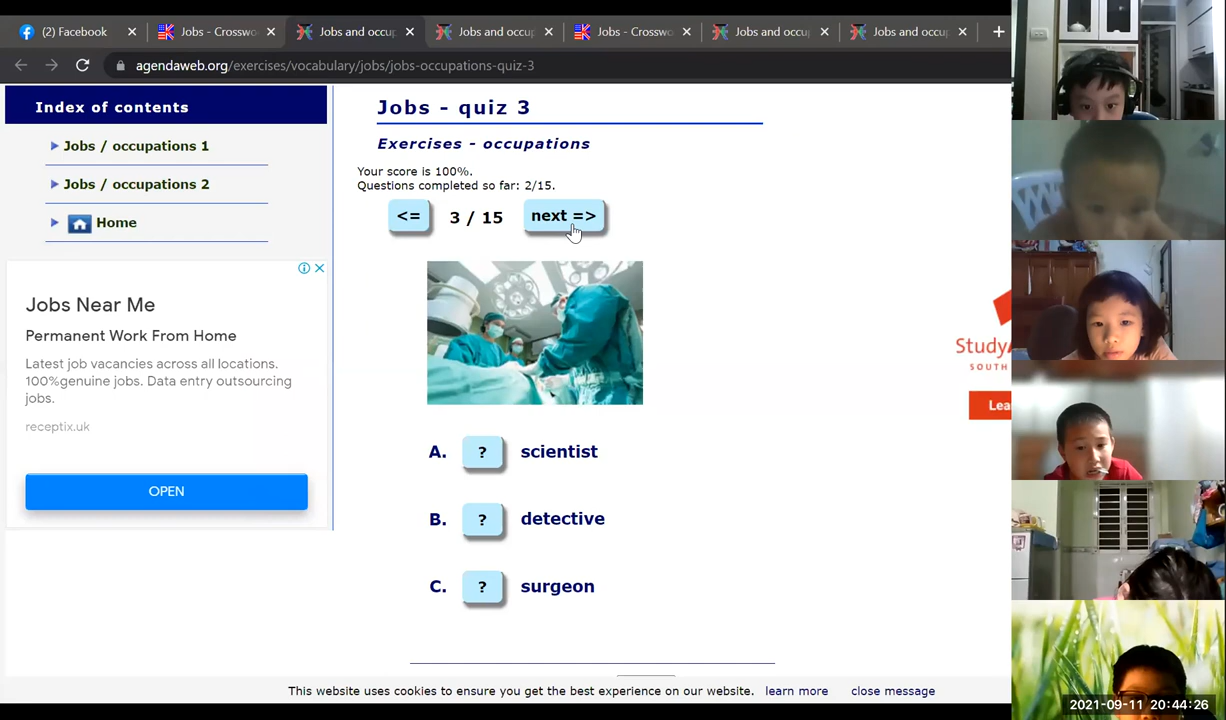 (2) Facebook
Jobs - Crosswo
Jobs and occup
Jobs and occup
Jobs - Crosswo
Jobs and occup
Jobs and occup
agendaweb.org/exercises/vocabulary/jobs/jobs-occupations-quiz-3
Index of contents
Jobs / occupations 1
Jobs / occupations 2
Home
Jobs Near Me
Permanent Work From Home
Latest job vacancies across all locations.
100%genuine jobs. Data entry outsourcing
jobs.
receptix.uk
OPEN
Jobs - quiz 3
Exercises - occupations
Your score is 100%.
Questions completed so far: 2/15.
<= 3 / 15 next =>
A. ? scientist
B. ? detective
C. ? surgeon
StudyA
SOUTH
Lea
This website uses cookies to ensure you get the best experience on our website. learn more close message
2021-09-11 20:44:26